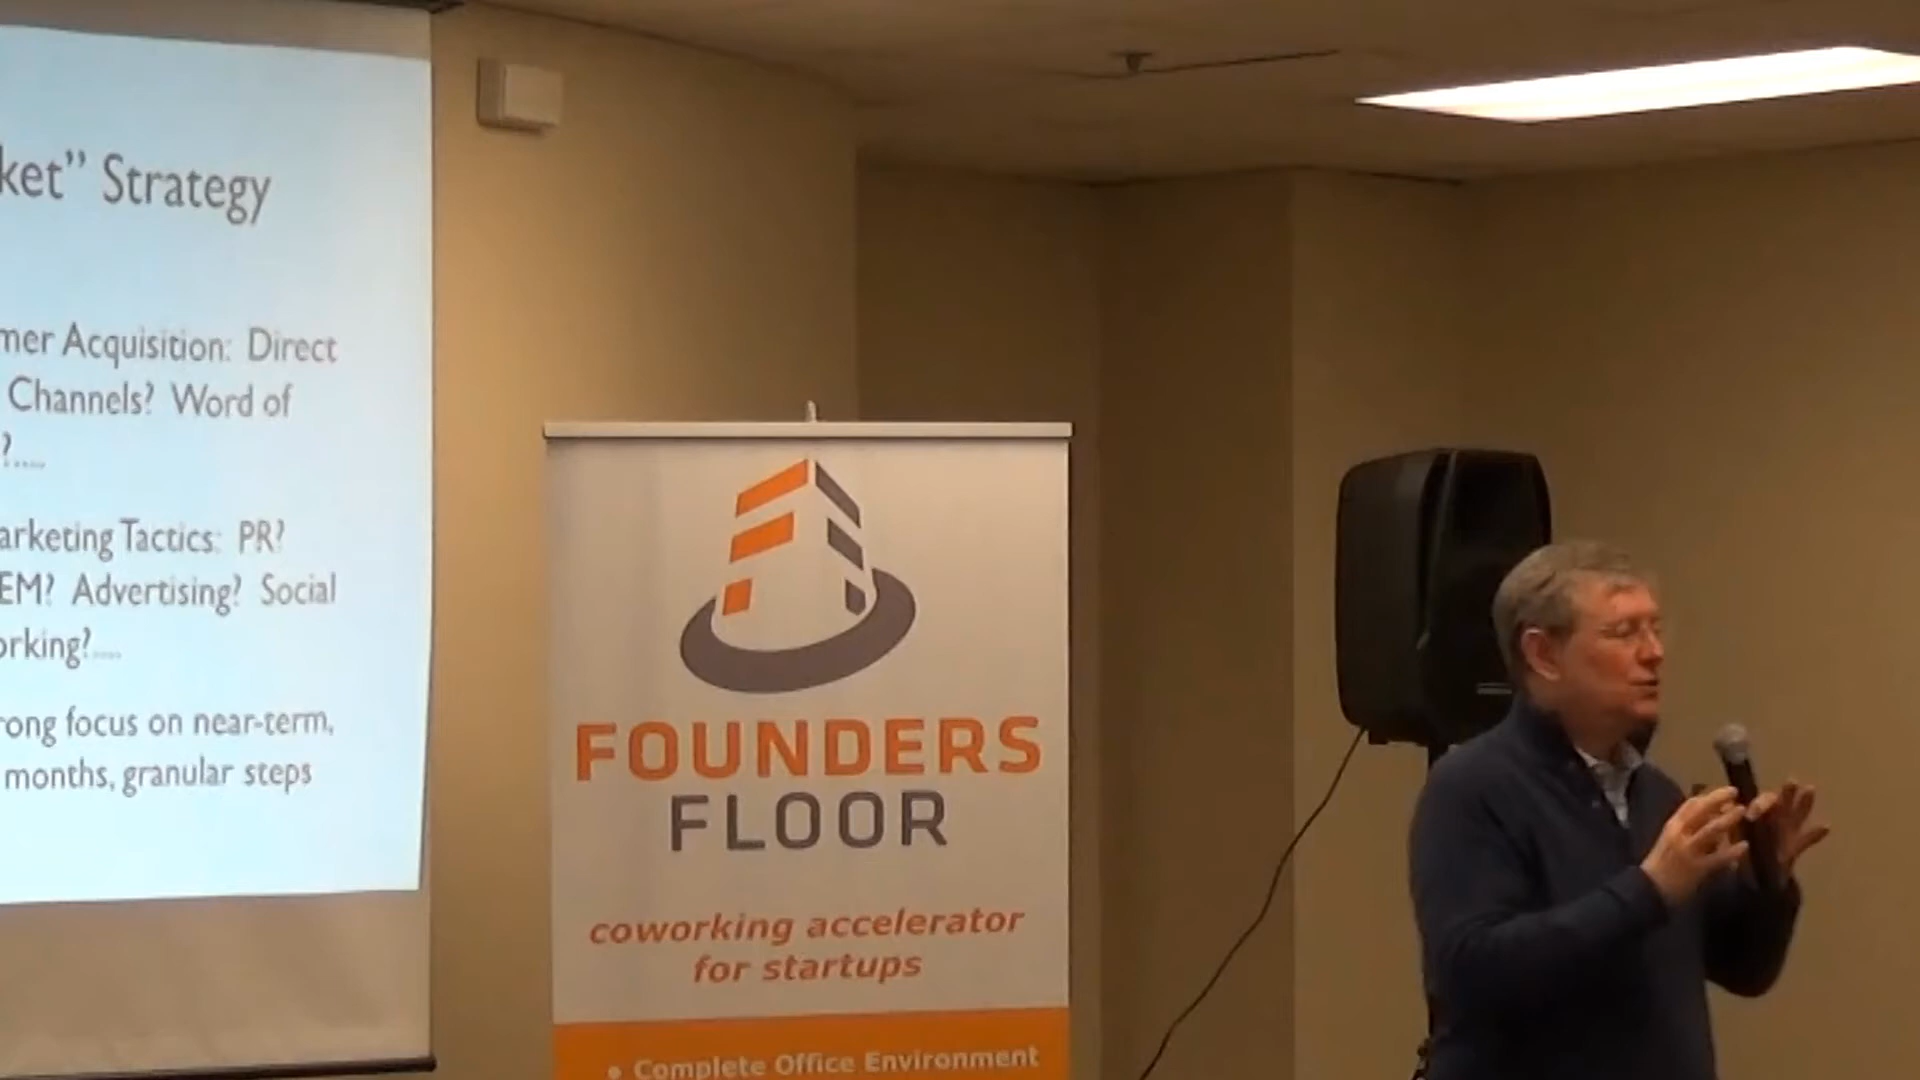 ket” Strategy
mer Acquisition: Direct
Channels? Word of
?.....
arketing Tactics: PR?
EM? Advertising? Social
orking?.....
rong focus on near-term,
months, granular steps
FOUNDERS
FLOOR
coworking accelerator
for startups
• Complete Office Environment